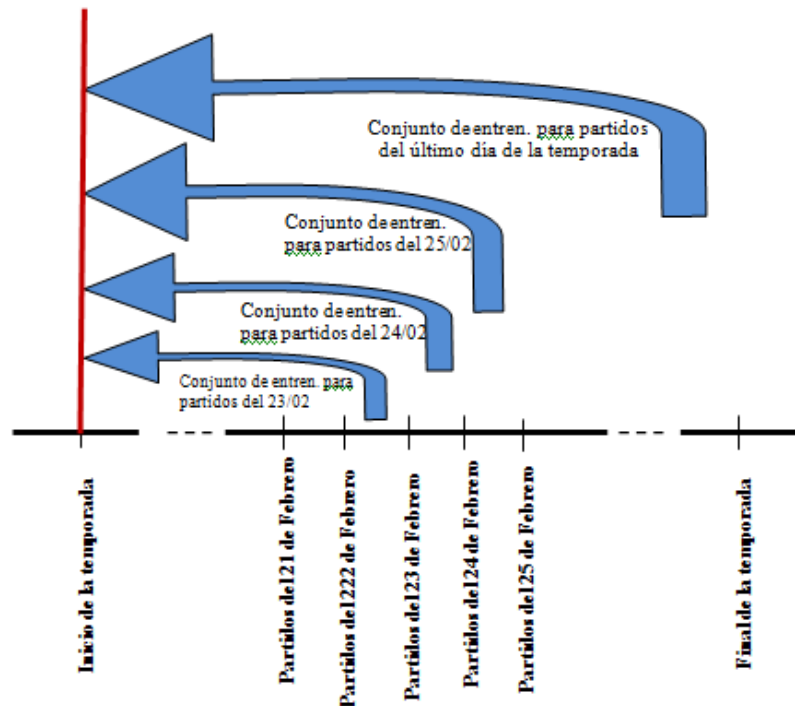 Conjunto de entren. para partidos
del último día de la temporada
Conjunto de entren.
para partidos del 25/02
Conjunto de entren.
para partidos del 24/02
Conjunto de entren. para
partidos del 23/02
Inicio de la temporada
Partidos del 21 de Febrero
Partidos del 222 de Febrero
Partidos del 23 de Febrero
Partidos del 24 de Febrero
Partidos del 25 de Febrero
Final de la temporada